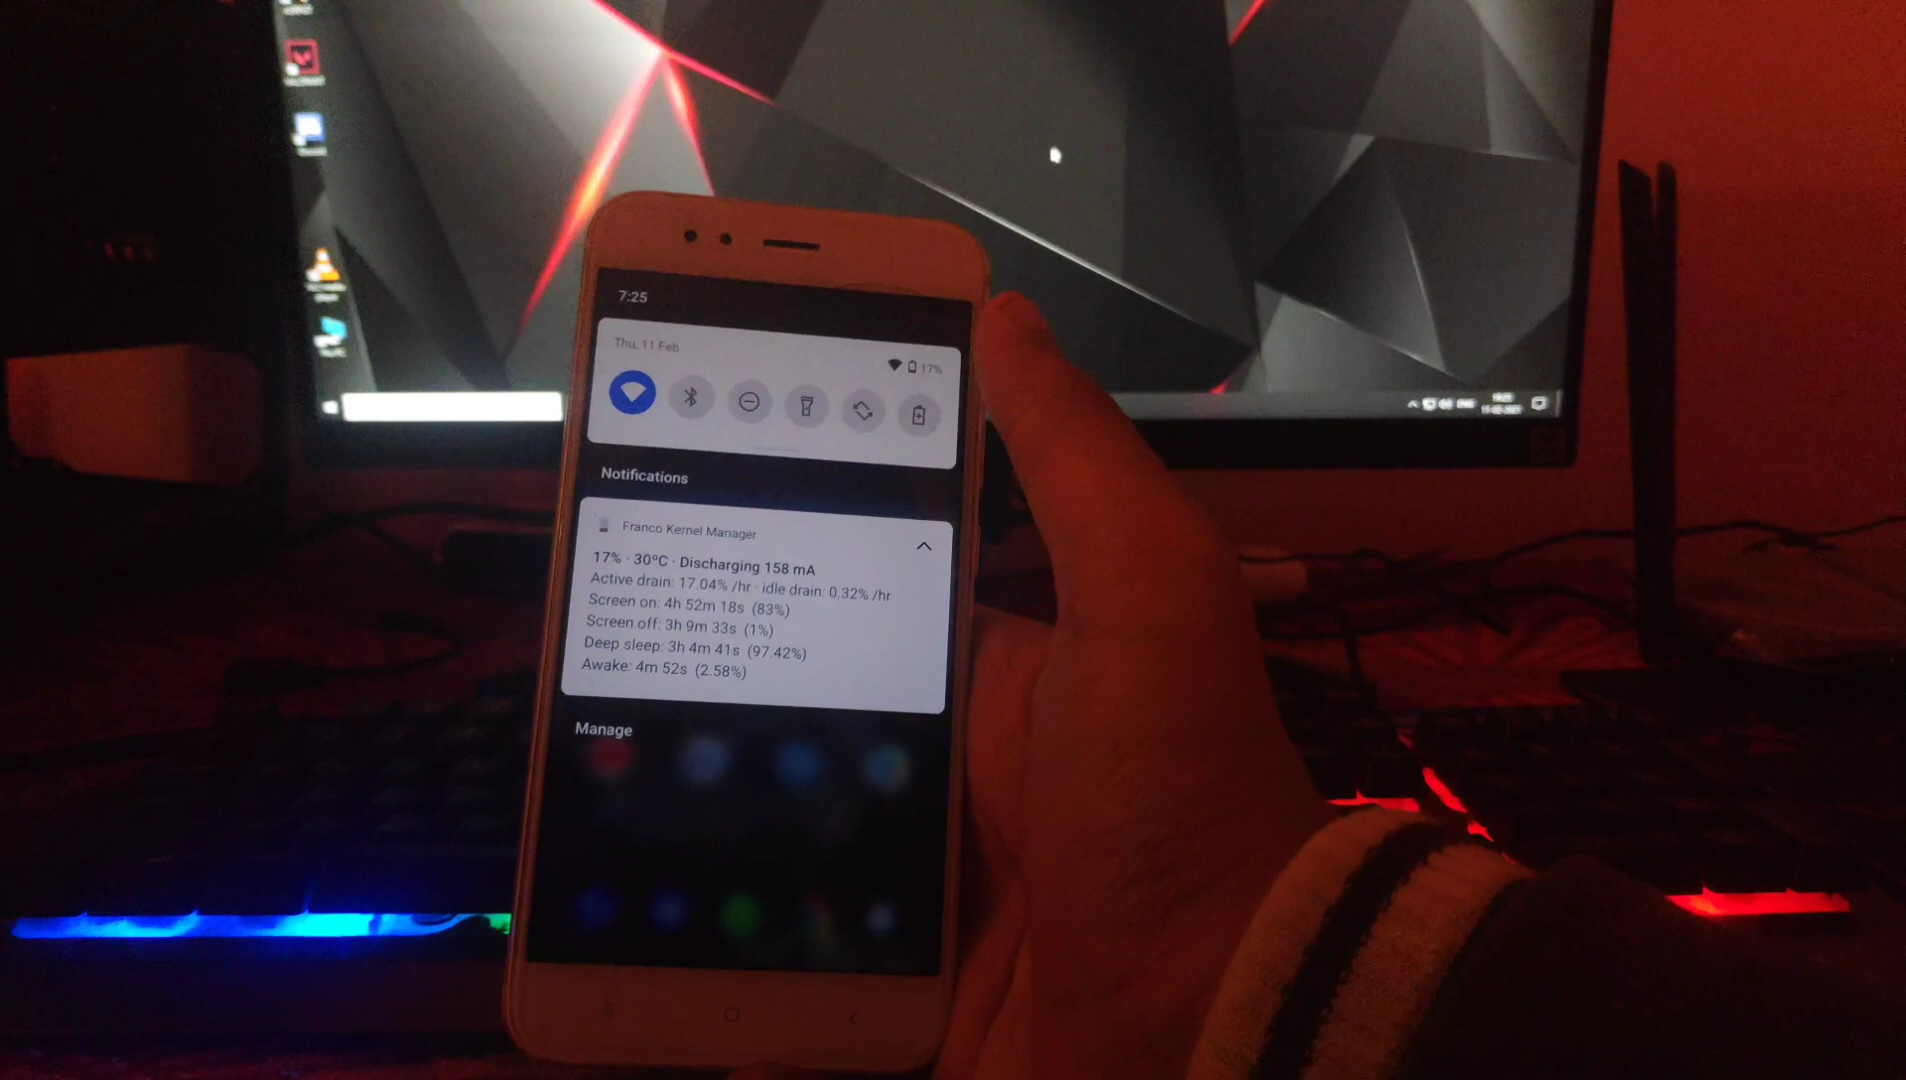 7:25
Thu, 11 Feb
17%
Notifications
Franco Kernel Manager
17% · 30ºC · Discharging 158 mA
Active drain: 17.04% /hr · idle drain: 0.32% /hr
Screen on: 4h 52m 18s (83%)
Screen off: 3h 9m 33s (1%)
Deep sleep: 3h 4m 41s (97.42%)
Awake: 4m 52s (2.58%)
Manage